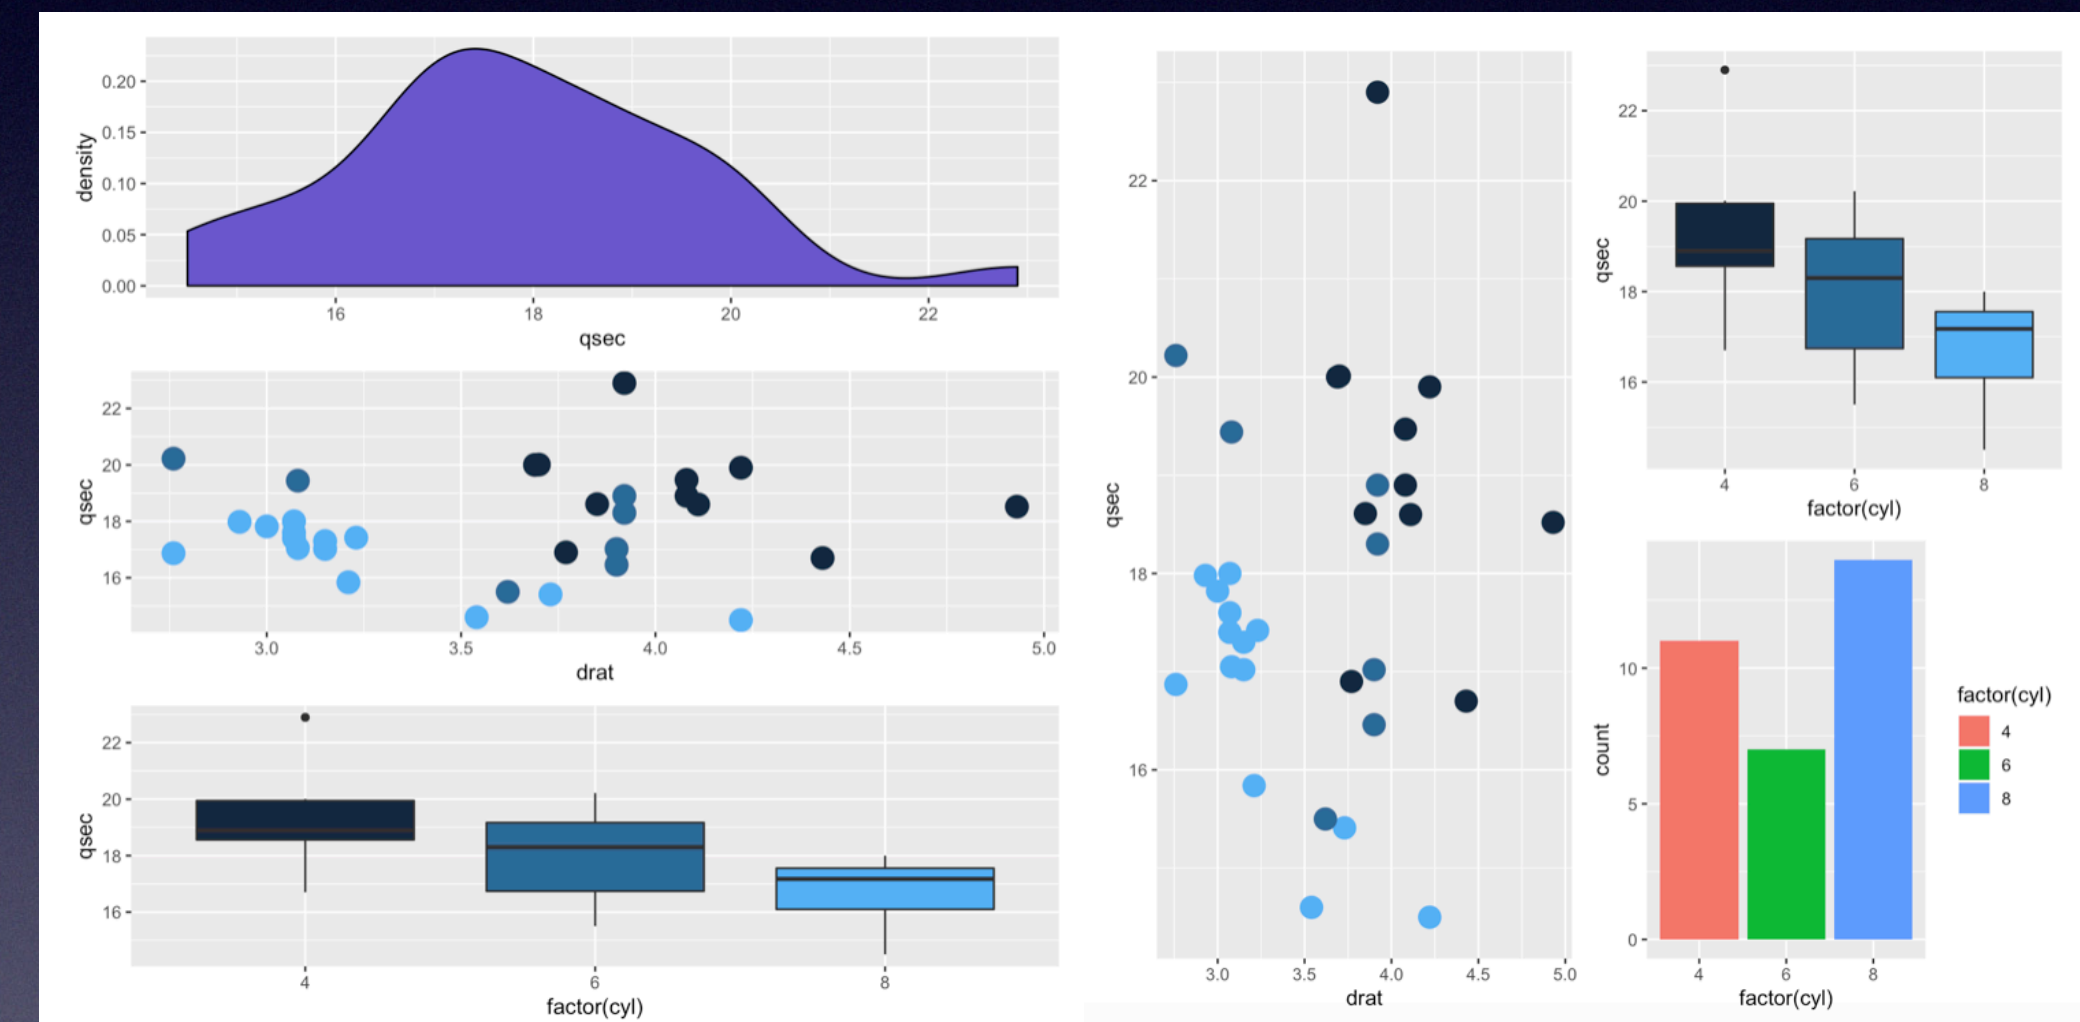 density
0.20
0.15
0.10
0.05
0.00
16 18 20 22
qsec
qsec
22
20
18
16
3.0 3.5 4.0 4.5 5.0
drat
qsec
22
20
18
16
4 6 8
factor(cyl)
qsec
22
20
18
16
3.0 3.5 4.0 4.5 5.0
drat
qsec
22
20
18
16
4 6 8
factor(cyl)
count
10
5
0
4 6 8
factor(cyl)
factor(cyl)
4
6
8